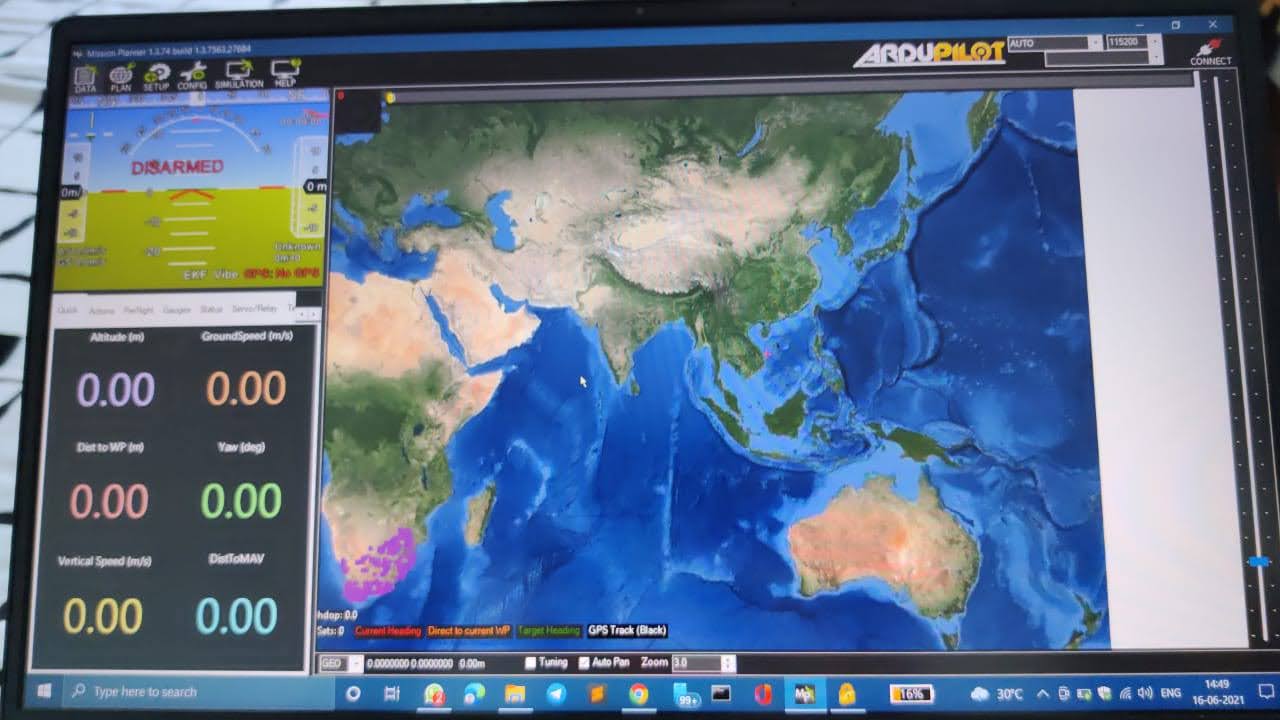 Mission Planner 1.3.74 build 1.3.7563.27684
DATA PLAN SETUP CONFIG SIMULATION HELP
ARDUPILOT
AUTO 115200
CONNECT
DISARMED
0m 0 m
Unknown
0m>0
EKF Vibe GPS: No GPS
Quick Actions PreFlight Gauges Status Servo/Relay
Altitude (m) GroundSpeed (m/s)
0.00 0.00
Dist to WP (m) Yaw (deg)
0.00 0.00
Vertical Speed (m/s) DistToMAV
0.00 0.00
hdop: 0.0
Sats: 0 Current Heading Direct to current WP Target Heading GPS Track (Black)
GEO 0.0000000 0.0000000 0.00m Tuning Auto Pan Zoom 3.0
Type here to search
99+
16%
30°C
ENG
14:49
16-06-2021